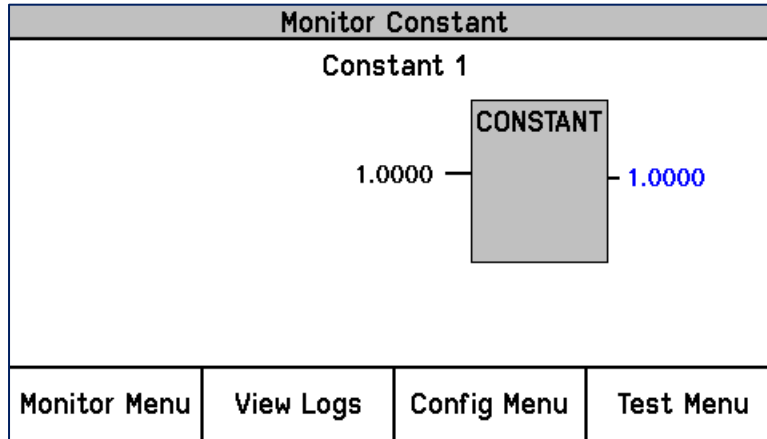 Monitor Constant
Constant 1
CONSTANT
1.0000
1.0000
Monitor Menu
View Logs
Config Menu
Test Menu